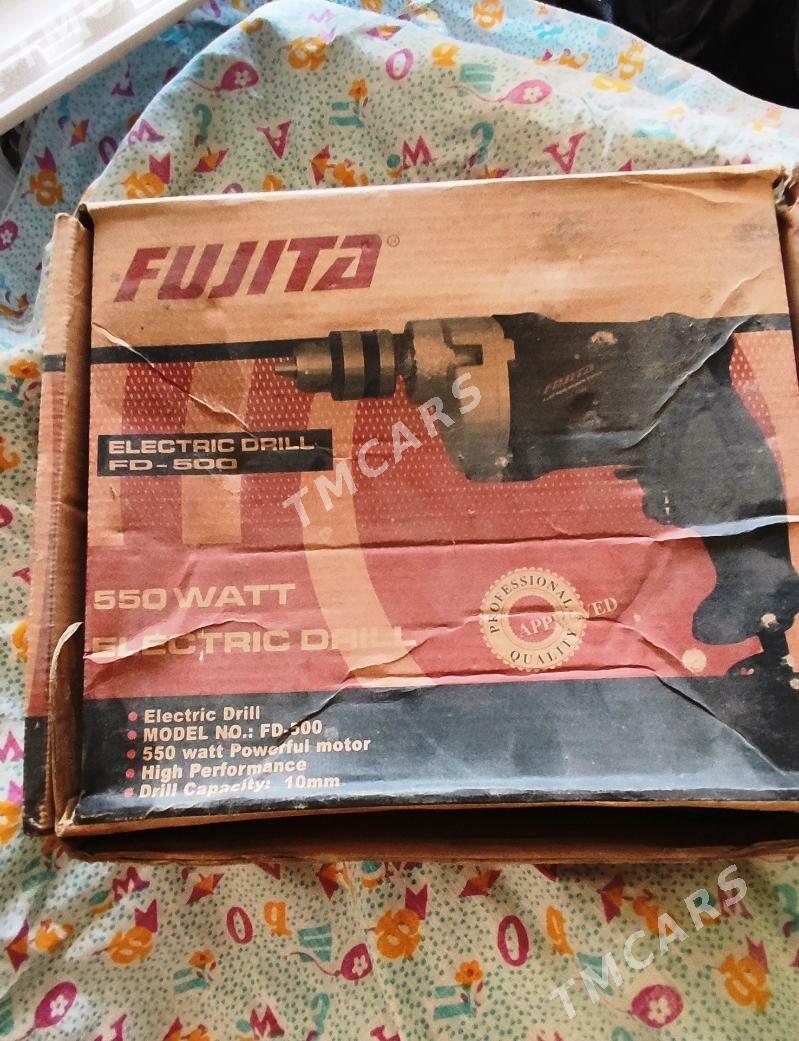 FUJITA®
FUJITA
ELECTRIC DRILL
FD-500
TMCARS
550 WATT
ELECTRIC DRILL
PROFESSIONAL
APPROVED
QUALITY
Electric Drill
MODEL NO.: FD-500
550 watt Powerful motor
High Performance
Drill Capacity: 10mm
TMCARS